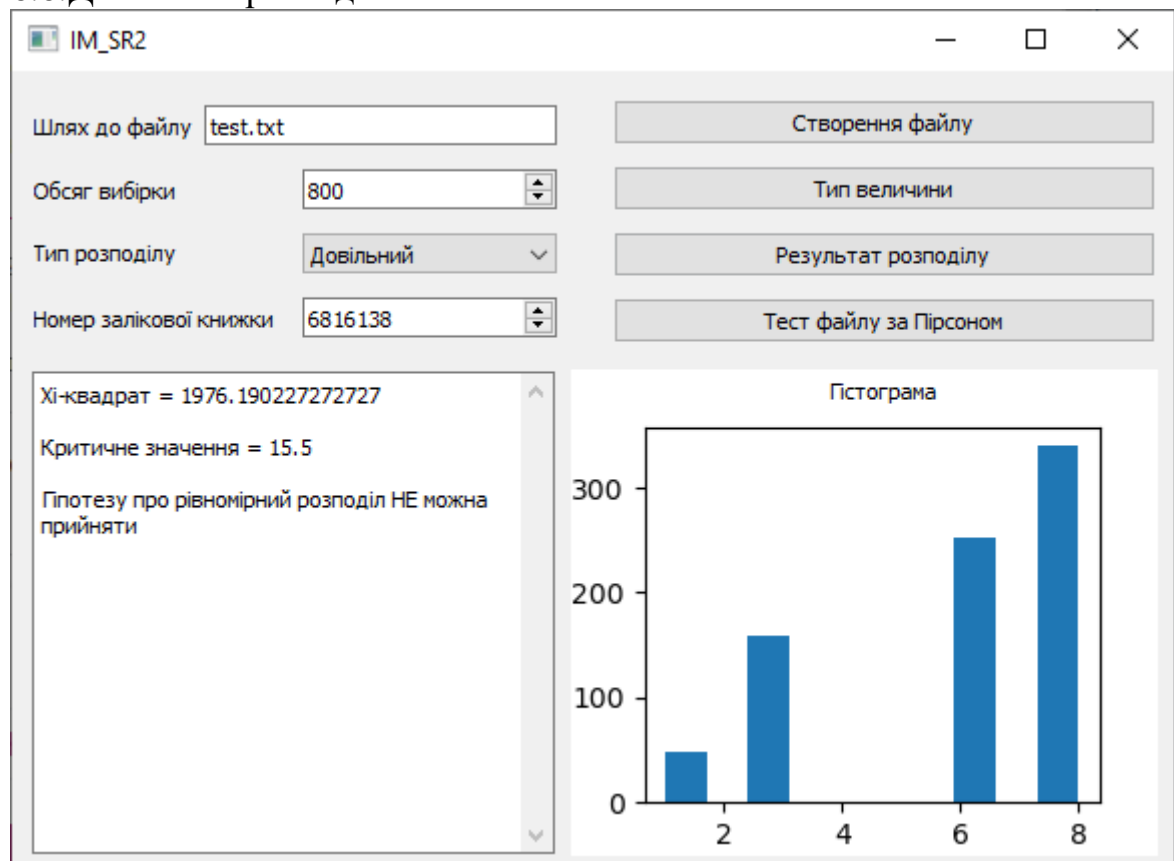 IM_SR2
Шлях до файлу test.txt
Створення файлу
Обсяг вибірки 800
Тип величини
Тип розподілу Довільний
Результат розподілу
Номер залікової книжки 6816138
Тест файлу за Пірсоном
Хі-квадрат = 1976.190227272727
Критичне значення = 15.5
Гіпотезу про рівномірний розподіл НЕ можна
прийняти
Гістограма
300
200
100
0
2 4 6 8